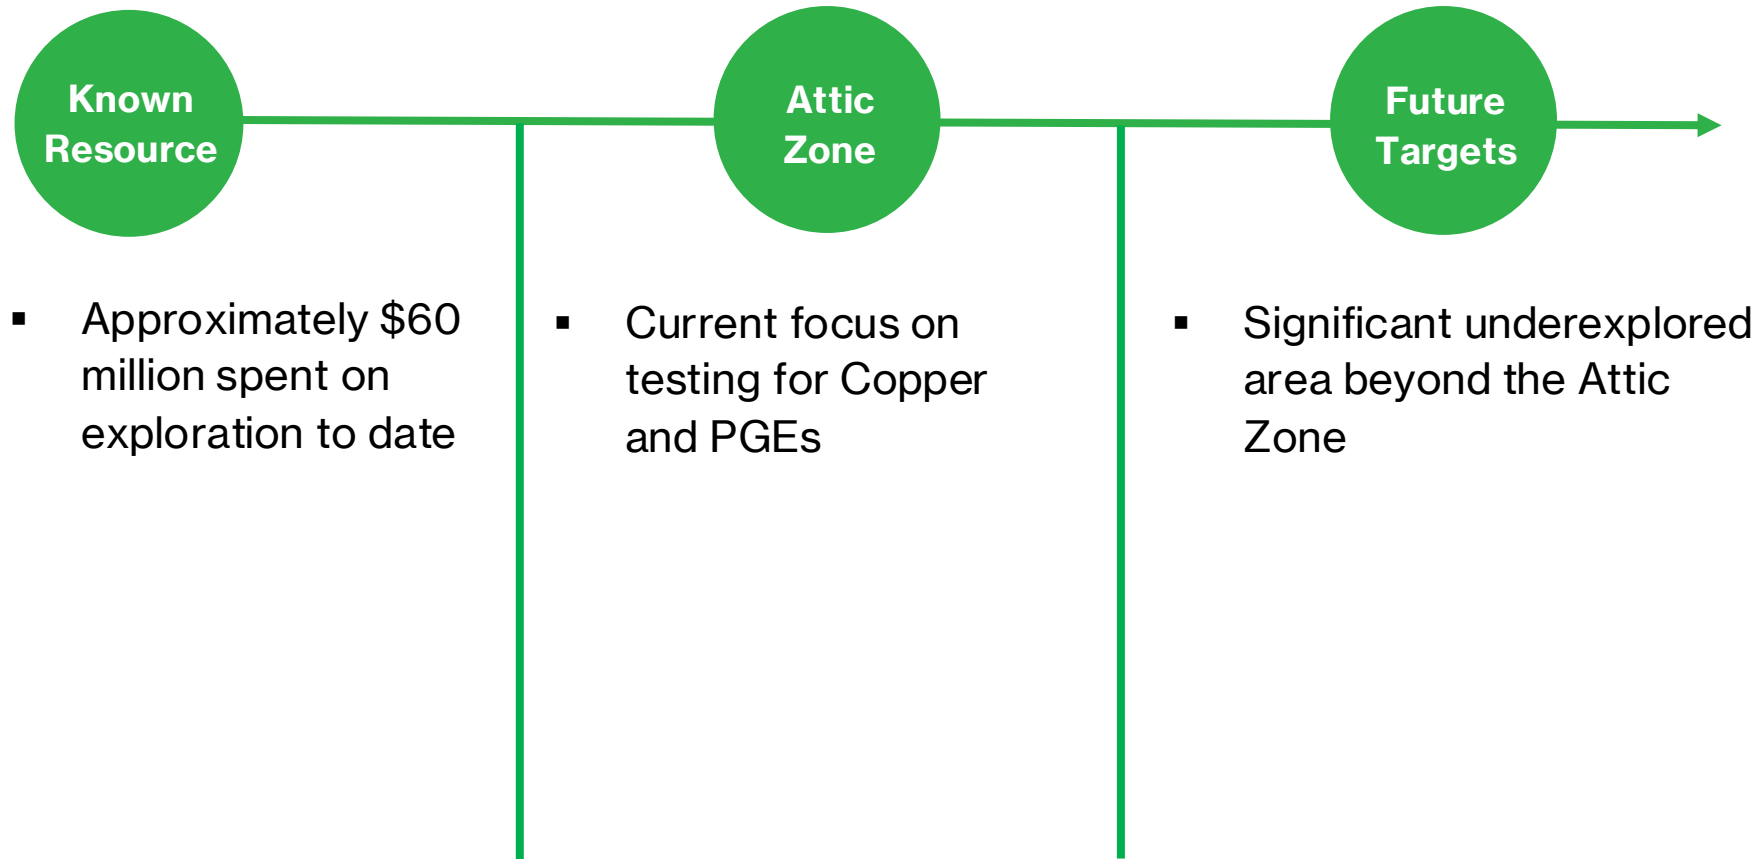 Known
Resource
Attic
Zone
Future
Targets
▪ Approximately $60
million spent on
exploration to date
▪ Current focus on
testing for Copper
and PGEs
▪ Significant underexplored
area beyond the Attic
Zone